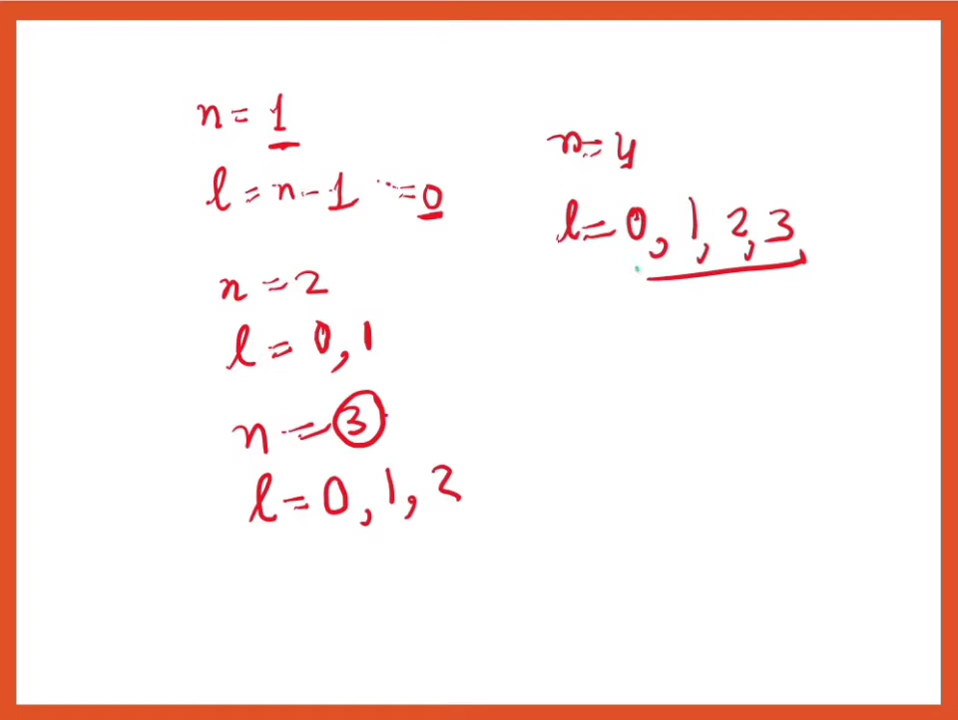 n = 1
l = n - 1 = 0
n = 2
l = 0, 1
n = 3
l = 0, 1, 2
n = 4
l = 0, 1, 2, 3